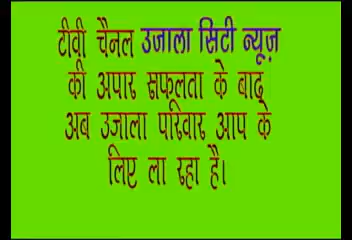 टीवी चैनल उजाला सिटी न्यूज़
की अपार सफलता के बाद
अब उजाला परिवार आप के
लिए ला रहा है।